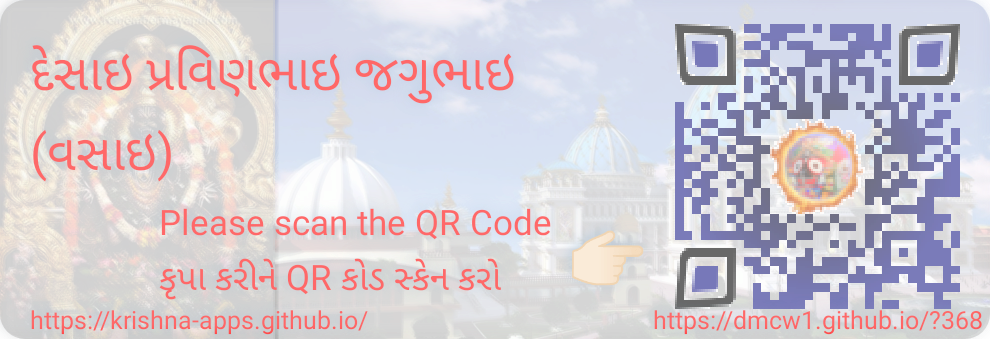 દેસાઇ પ્રવિણભાઇ જગુભાઇ
(વસાઇ)
Please scan the QR Code
કૃપા કરીને QR કોડ સ્કેન કરો
https://krishna-apps.github.io/
https://dmcw1.github.io/?368